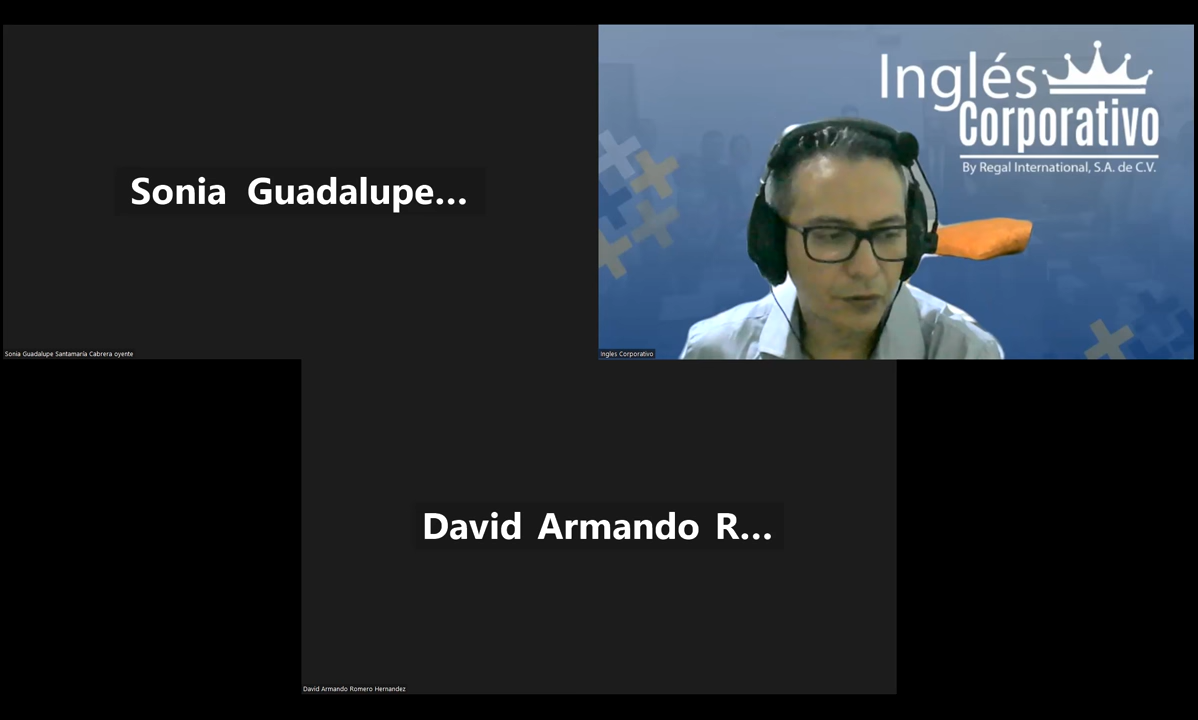 Sonia Guadalupe...
Sonia Guadalupe Santamaría Cabrera oyente
Inglés
Corporativo
By Regal International, S.A. de C.V.
Ingles Corporativo
David Armando R...
David Armando Romero Hernandez